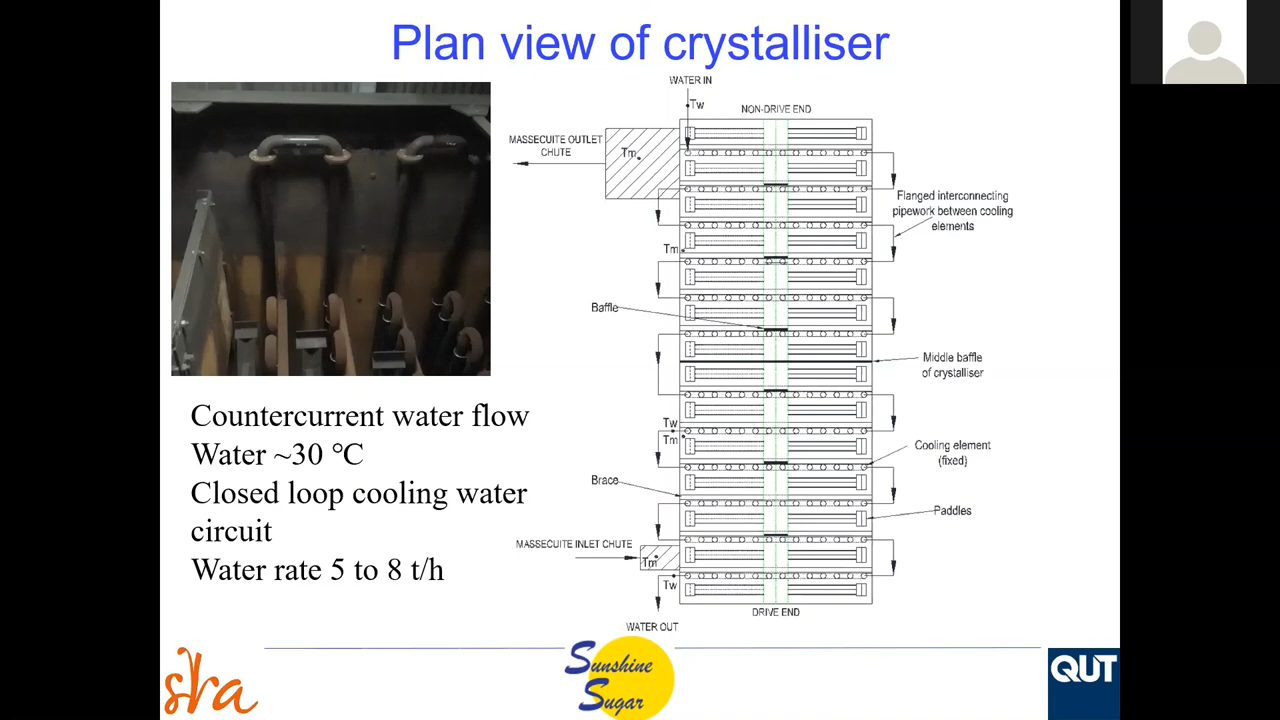 Plan view of crystalliser
WATER IN
Tw
NON-DRIVE END
MASSECUITE OUTLET
CHUTE
Tm
Flanged interconnecting
pipework between cooling
elements
Tm
Baffle
Middle baffle
of crystalliser
Tw
Tm
Cooling element
(fixed)
Brace
Paddles
MASSECUITE INLET CHUTE
Tm
Tw
DRIVE END
WATER OUT
Countercurrent water flow
Water ~30 °C
Closed loop cooling water
circuit
Water rate 5 to 8 t/h
sra
Sunshine
Sugar
QUT